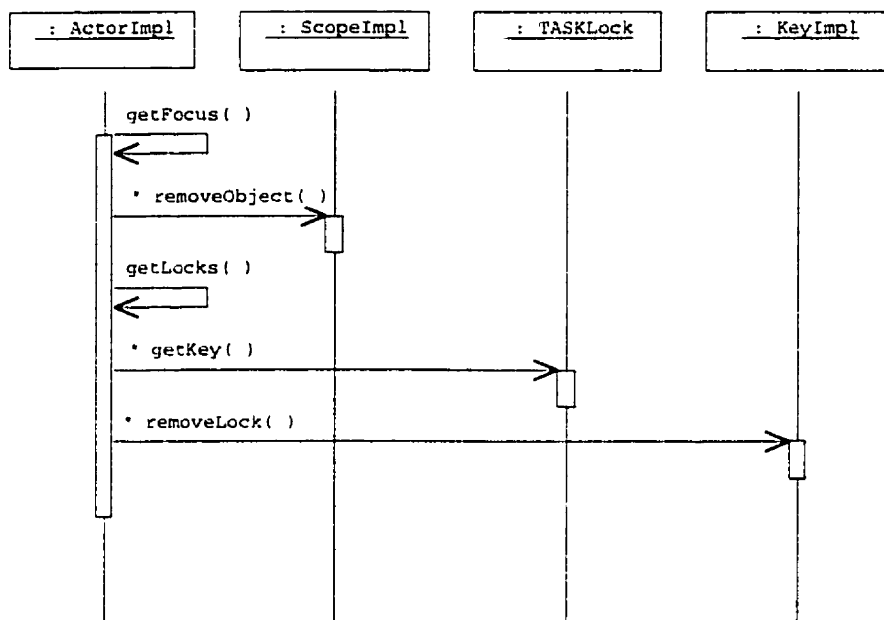 : ActorImpl
: ScopeImpl
: TASKLock
: KeyImpl
getFocus( )
* removeObject( )
getLocks( )
* getKey( )
* removeLock( )